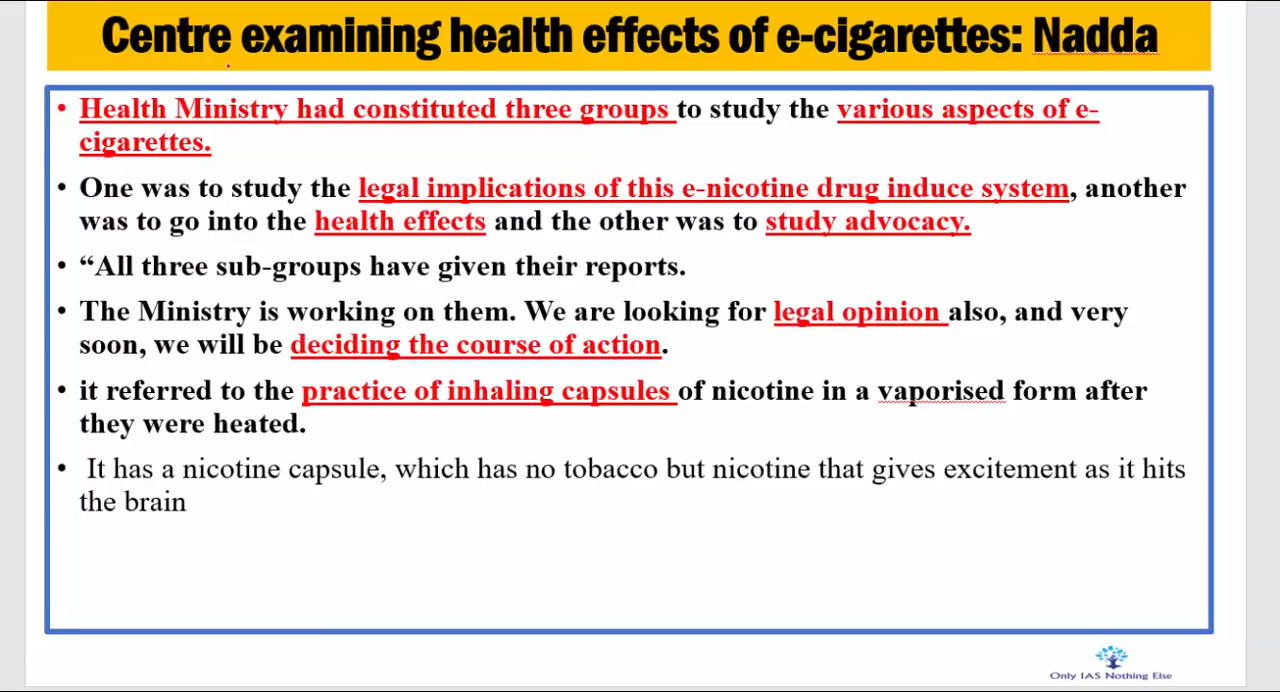 Centre examining health effects of e-cigarettes: Nadda
• Health Ministry had constituted three groups to study the various aspects of e-
cigarettes.
• One was to study the legal implications of this e-nicotine drug induce system, another
was to go into the health effects and the other was to study advocacy.
• “All three sub-groups have given their reports.
• The Ministry is working on them. We are looking for legal opinion also, and very
soon, we will be deciding the course of action.
• it referred to the practice of inhaling capsules of nicotine in a vaporised form after
they were heated.
• It has a nicotine capsule, which has no tobacco but nicotine that gives excitement as it hits
the brain
Only IAS Nothing Else